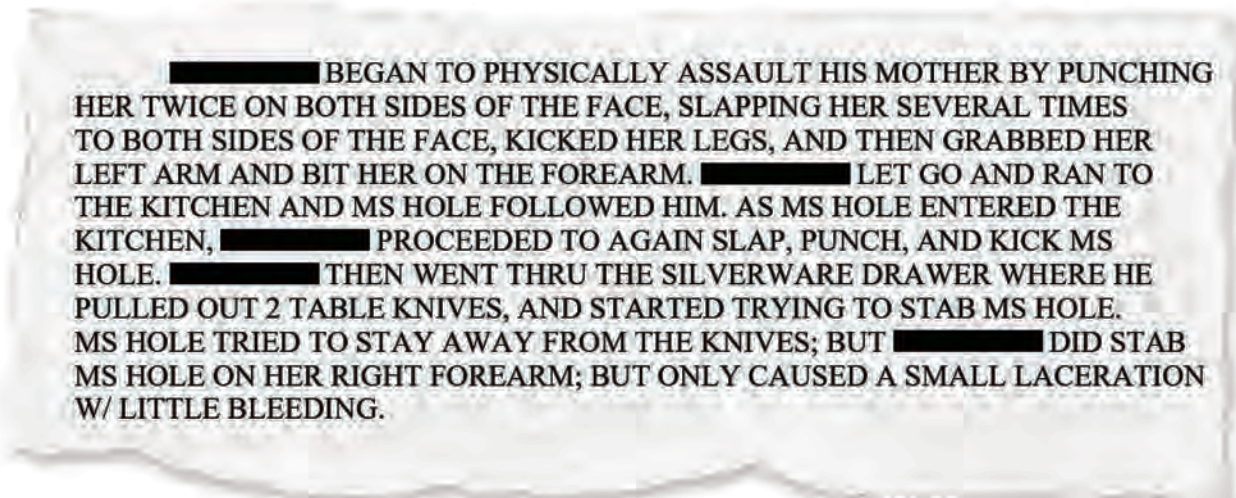 BEGAN TO PHYSICALLY ASSAULT HIS MOTHER BY PUNCHING
HER TWICE ON BOTH SIDES OF THE FACE, SLAPPING HER SEVERAL TIMES
TO BOTH SIDES OF THE FACE, KICKED HER LEGS, AND THEN GRABBED HER
LEFT ARM AND BIT HER ON THE FOREARM. LET GO AND RAN TO
THE KITCHEN AND MS HOLE FOLLOWED HIM. AS MS HOLE ENTERED THE
KITCHEN, PROCEEDED TO AGAIN SLAP, PUNCH, AND KICK MS
HOLE. THEN WENT THRU THE SILVERWARE DRAWER WHERE HE
PULLED OUT 2 TABLE KNIVES, AND STARTED TRYING TO STAB MS HOLE.
MS HOLE TRIED TO STAY AWAY FROM THE KNIVES; BUT DID STAB
MS HOLE ON HER RIGHT FOREARM; BUT ONLY CAUSED A SMALL LACERATION
W/ LITTLE BLEEDING.